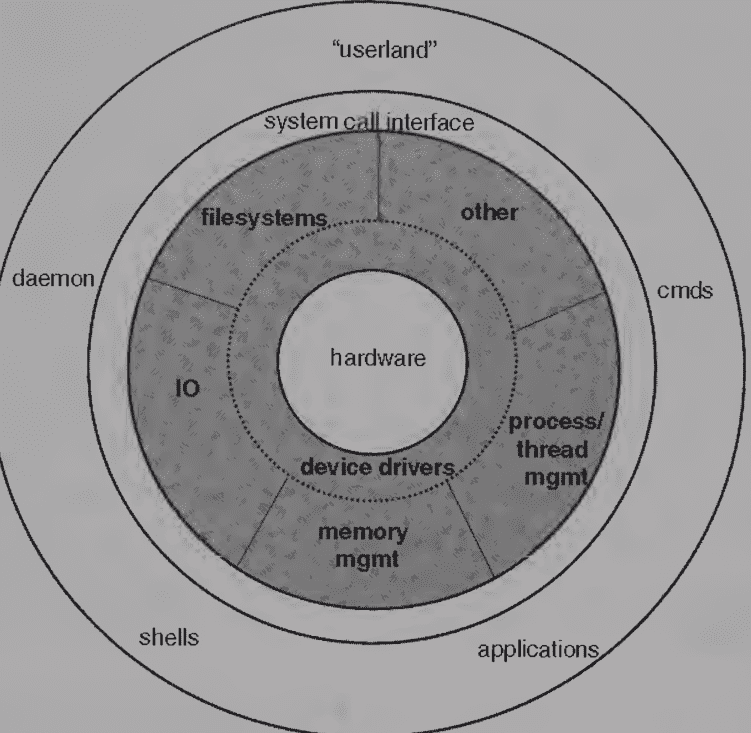 “userland”
system call interface
filesystems
other
daemon
cmds
hardware
IO
process/
thread
mgmt
device drivers
memory
mgmt
shells
applications